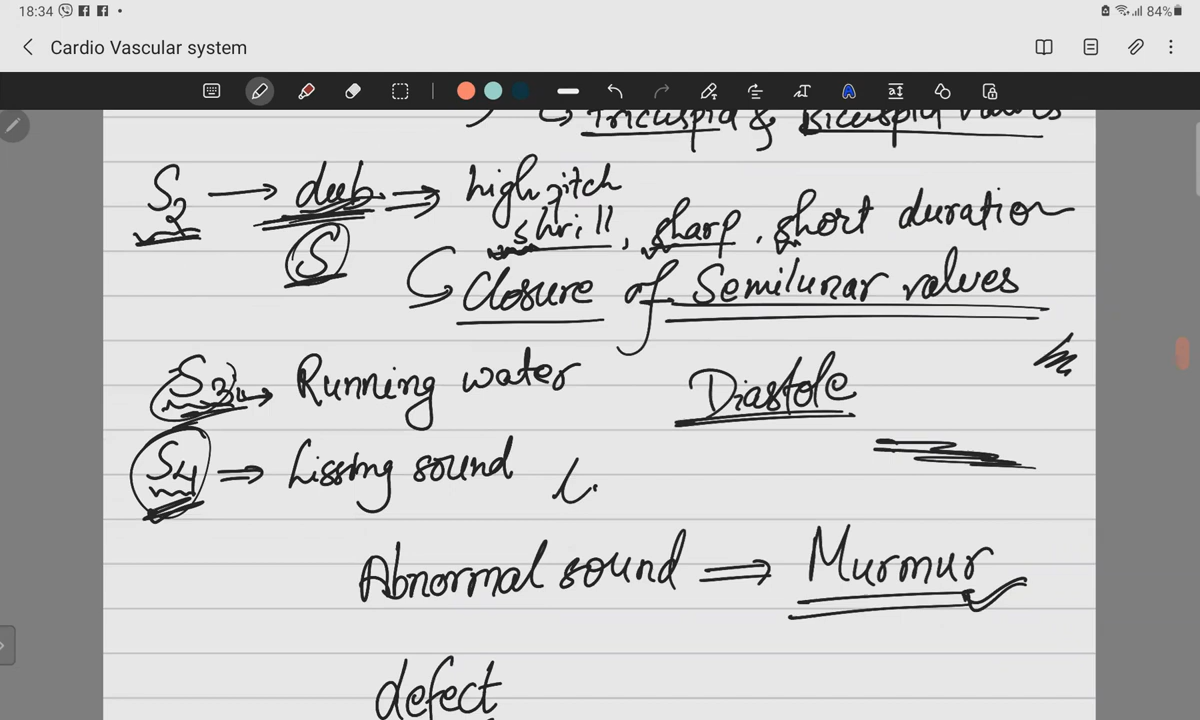 18:34 84%
Cardio Vascular system
Tricuspid & Bicuspid valves
S2 → dub ⇒ high pitch
shrill, sharp, short duration
S
Closure of Semilunar valves
S3 → Running water Diastole
S4 ⇒ hissing sound
Abnormal sound ⇒ Murmur
defect